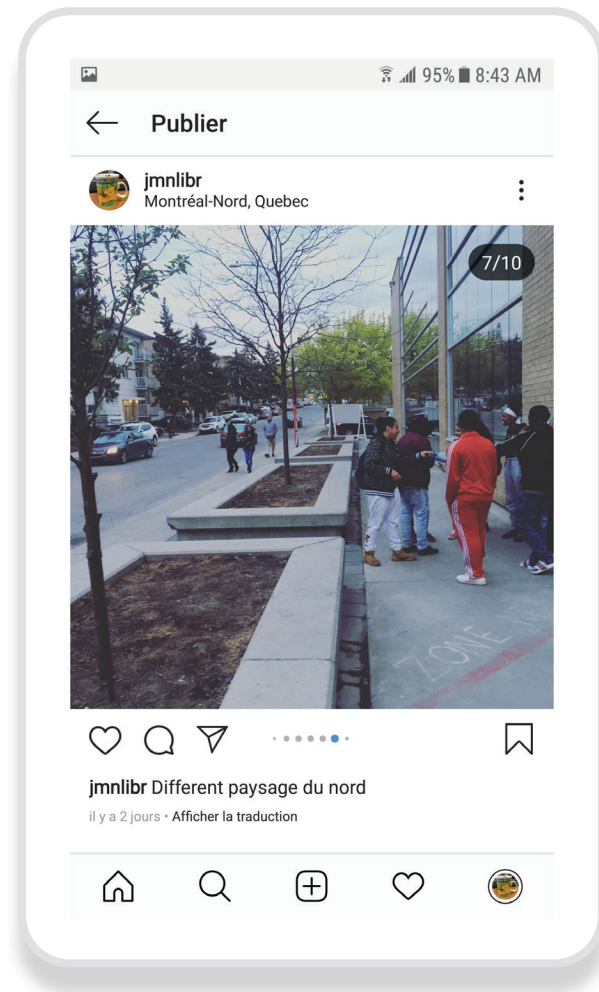 95% 8:43 AM
Publier
jmnlibr
Montréal-Nord, Quebec
7/10
ZONE
jmnlibr Different paysage du nord
il y a 2 jours • Afficher la traduction